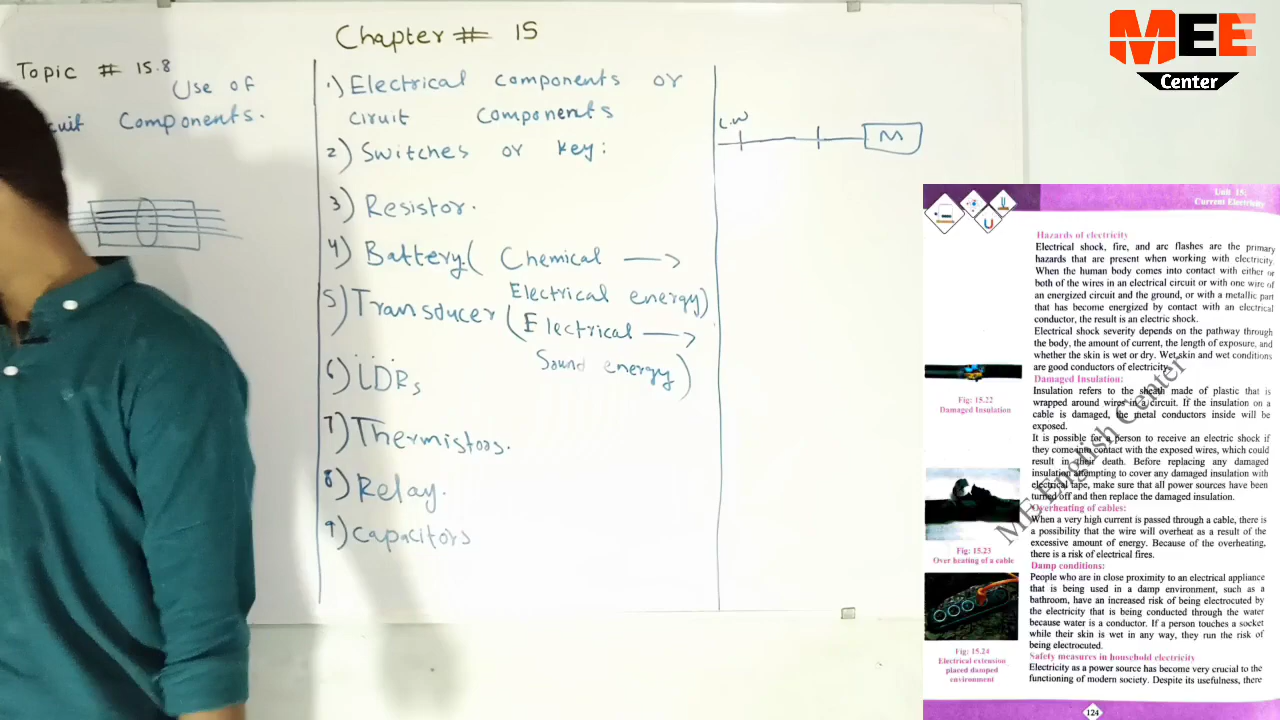 Chapter # 15
Topic # 15.8
Use of
Components.
1) Electrical components or
ciruit components
2) Switches or key:
3) Resistor.
4) Battery( Chemical →
Electrical energy)
5) Transducer (Electrical →
Sound energy)
6) LDRs
7) Thermistors.
8) Relay.
9) Capacitors
L.W
M
MEE
Center
Unit 15,
Current Electricity
Hazards of electricity
Electrical shock, fire, and arc flashes are the primary
hazards that are present when working with electricity.
When the human body comes into contact with either or
both of the wires in an electrical circuit or with one wire of
an energized circuit and the ground, or with a metallic part
that has become energized by contact with an electrical
conductor, the result is an electric shock.
Electrical shock severity depends on the pathway through
the body, the amount of current, the length of exposure, and
whether the skin is wet or dry. Wet skin and wet conditions
are good conductors of electricity.
Damaged Insulation:
Insulation refers to the sheath made of plastic that is
wrapped around wires in a circuit. If the insulation on a
cable is damaged, the metal conductors inside will be
exposed.
It is possible for a person to receive an electric shock if
they come into contact with the exposed wires, which could
result in their death. Before replacing any damaged
insulation attempting to cover any damaged insulation with
electrical tape, make sure that all power sources have been
turned off and then replace the damaged insulation.
Overheating of cables:
When a very high current is passed through a cable, there is
a possibility that the wire will overheat as a result of the
excessive amount of energy. Because of the overheating,
there is a risk of electrical fires.
Damp conditions:
People who are in close proximity to an electrical appliance
that is being used in a damp environment, such as a
bathroom, have an increased risk of being electrocuted by
the electricity that is being conducted through the water
because water is a conductor. If a person touches a socket
while their skin is wet in any way, they run the risk of
being electrocuted.
Safety measures in household electricity
Electricity as a power source has become very crucial to the
functioning of modern society. Despite its usefulness, there
Fig: 15.22
Damaged Insulation
Fig: 15.23
Over heating of a cable
Fig: 15.24
Electrical extension
placed damped
environment
English Center
124